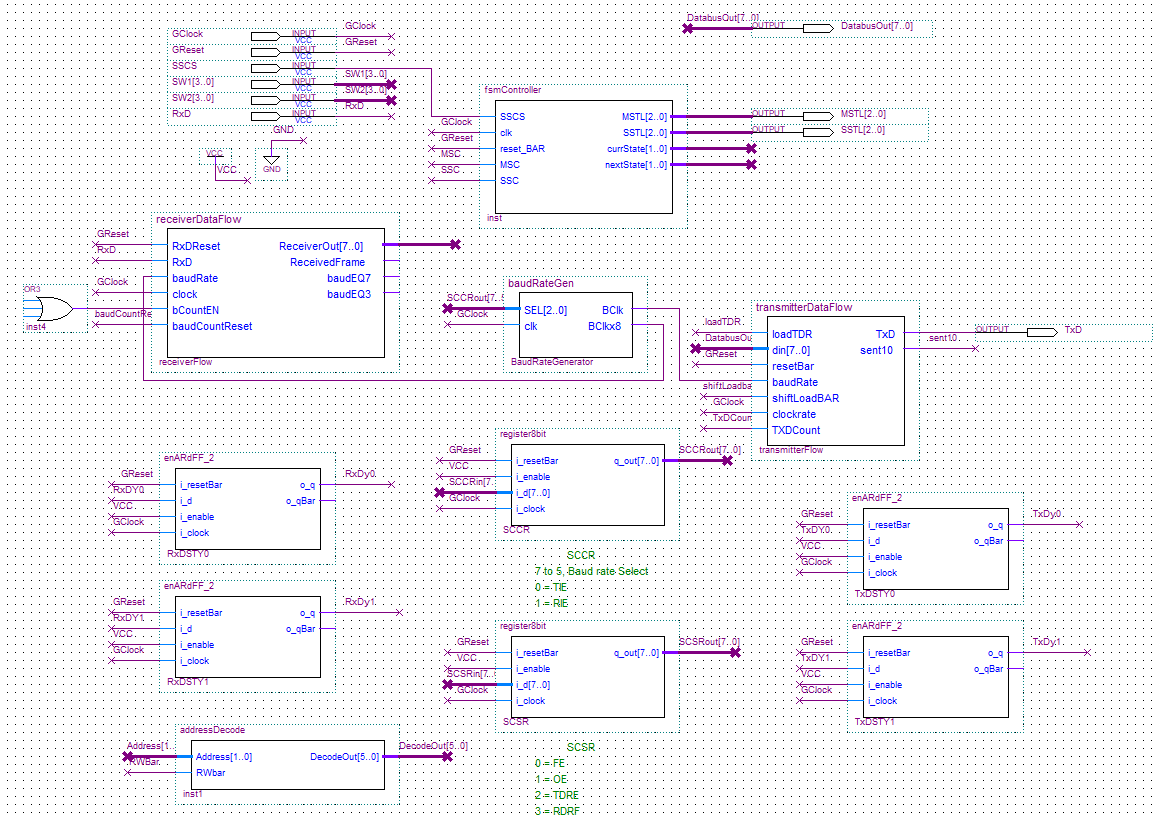 GClock INPUT VCC GClock
GReset INPUT VCC GReset
SSCS INPUT VCC
SW1[3..0] INPUT VCC SW1[3..0]
SW2[3..0] INPUT VCC SW2[3..0]
RxD INPUT VCC RxD
DatabusOut[7..0] OUTPUT DatabusOut[7..0]
GND
VCC
VCC
GND
fsmController
SSCS MSTL[2..0] OUTPUT MSTL[2..0]
GClock clk SSTL[2..0] OUTPUT SSTL[2..0]
GReset reset_BAR currState[1..0]
MSC MSC nextState[1..0]
SSC SSC
inst
receiverDataFlow
GReset RxDReset ReceiverOut[7..0]
RxD RxD ReceivedFrame
baudRate baudEQ7
GClock clock baudEQ3
OR3
bCountEN
baudCountRe baudCountReset
inst4
receiverFlow
baudRateGen
SCCRout[7.. SEL[2..0] BClk
GClock clk BClkx8
BaudRateGenerator
transmitterDataFlow
loadTDR loadTDR TxD OUTPUT TxD
DatabusOu din[7..0] sent10 sent10
GReset resetBar
baudRate
shiftLoadba shiftLoadBAR
GClock clockrate
TxDCoun TXDCount
transmitterFlow
register8bit
GReset i_resetBar q_out[7..0] SCCRout[7..0]
VCC i_enable
SCCRin[7. i_d[7..0]
GClock i_clock
SCCR
SCCR
7 to 5, Baud rate Select
0 = TIE
1 = RIE
enARdFF_2
GReset i_resetBar o_q RxDy0
RxDY0 i_d o_qBar
VCC i_enable
GClock i_clock
RxDSTY0
enARdFF_2
GReset i_resetBar o_q TxDy0
TxDY0 i_d o_qBar
VCC i_enable
GClock i_clock
TxDSTY0
enARdFF_2
GReset i_resetBar o_q RxDy1
RxDY1 i_d o_qBar
VCC i_enable
GClock i_clock
RxDSTY1
register8bit
GReset i_resetBar q_out[7..0] SCSRout[7..0]
VCC i_enable
SCSRin[7.. i_d[7..0]
GClock i_clock
SCSR
enARdFF_2
GReset i_resetBar o_q TxDy1
TxDY1 i_d o_qBar
VCC i_enable
GClock i_clock
TxDSTY1
addressDecode
Address[1. Address[1..0] DecodeOut[5..0] DecodeOut[5..0]
RWBar RWbar
inst1
SCSR
0 = FE
1 = OE
2 = TDRE
3 = RDRF